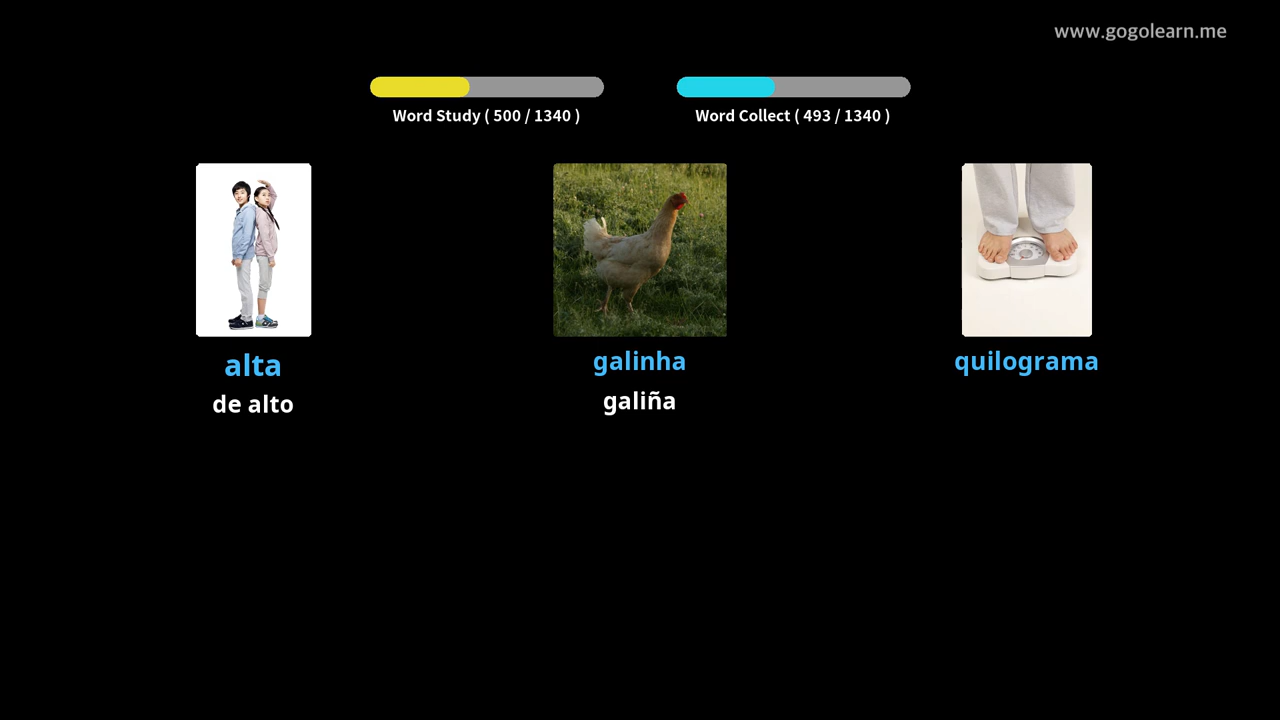 www.gogolearn.me
Word Study ( 500 / 1340 )
Word Collect ( 493 / 1340 )
alta
de alto
galinha
galiña
quilograma